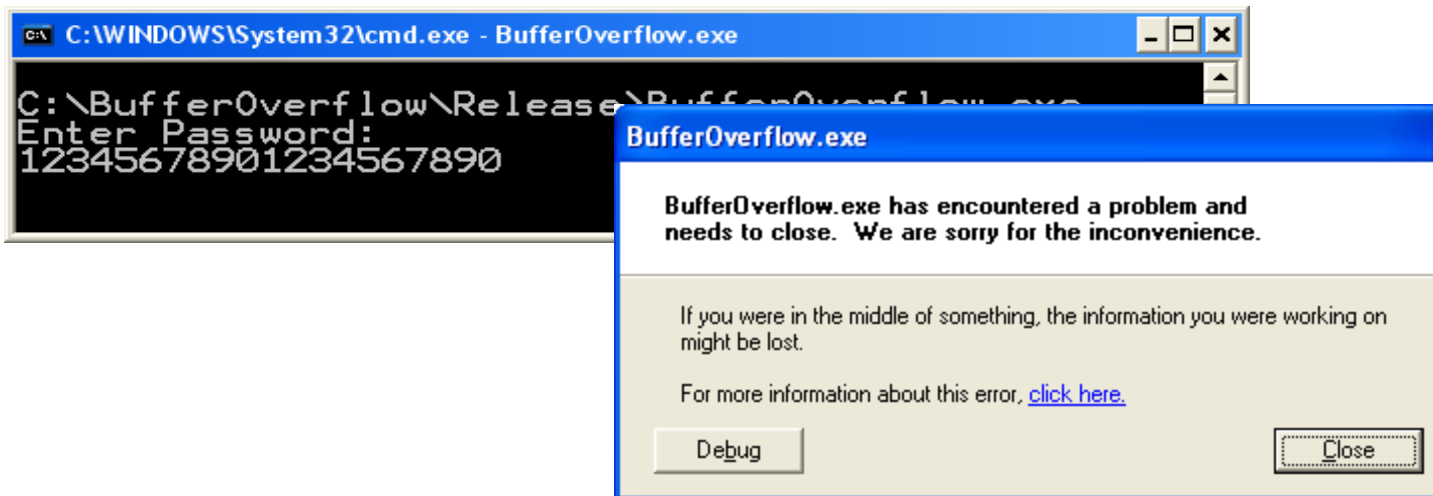 C:\WINDOWS\System32\cmd.exe - BufferOverflow.exe
C:\BufferOverflow\Release>BufferOverflow.exe
Enter Password:
12345678901234567890
BufferOverflow.exe
BufferOverflow.exe has encountered a problem and
needs to close.  We are sorry for the inconvenience.
If you were in the middle of something, the information you were working on
might be lost.
For more information about this error, click here.
Debug
Close